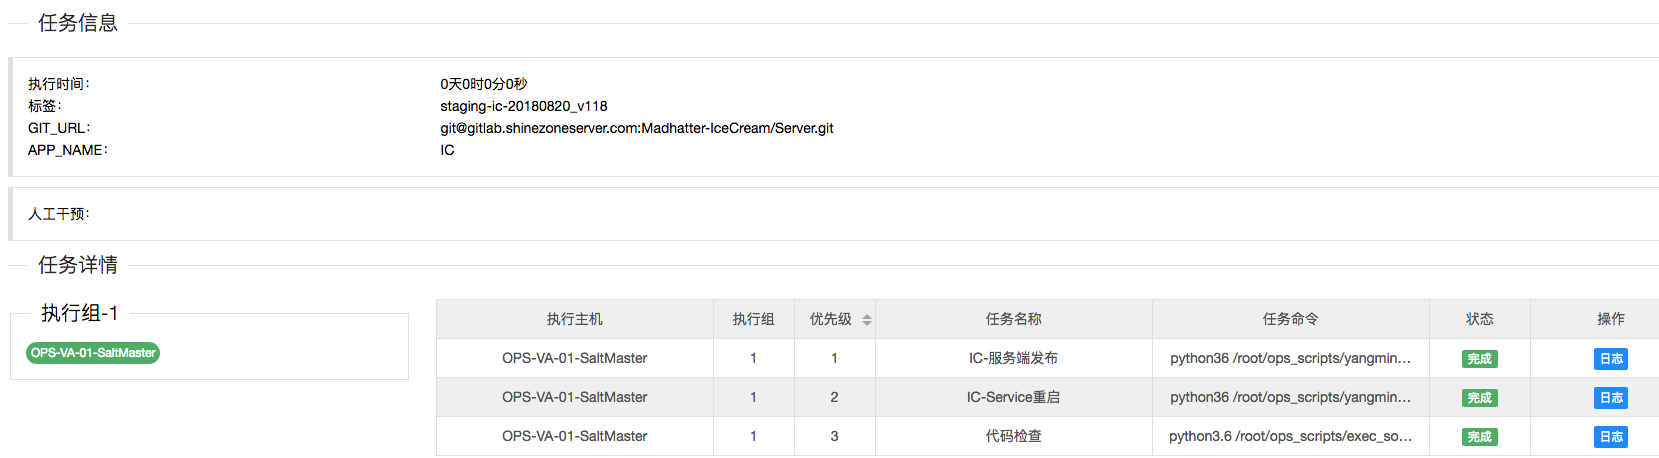 任务信息
执行时间： 0天0时0分0秒
标签： staging-ic-20180820_v118
GIT_URL： git@gitlab.shinezoneserver.com:Madhatter-IceCream/Server.git
APP_NAME： IC
人工干预：
任务详情
执行组-1
OPS-VA-01-SaltMaster
执行主机 执行组 优先级 任务名称 任务命令 状态 操作
OPS-VA-01-SaltMaster 1 1 IC-服务端发布 python36 /root/ops_scripts/yangmin... 完成 日志
OPS-VA-01-SaltMaster 1 2 IC-Service重启 python36 /root/ops_scripts/yangmin... 完成 日志
OPS-VA-01-SaltMaster 1 3 代码检查 python3.6 /root/ops_scripts/exec_so... 完成 日志